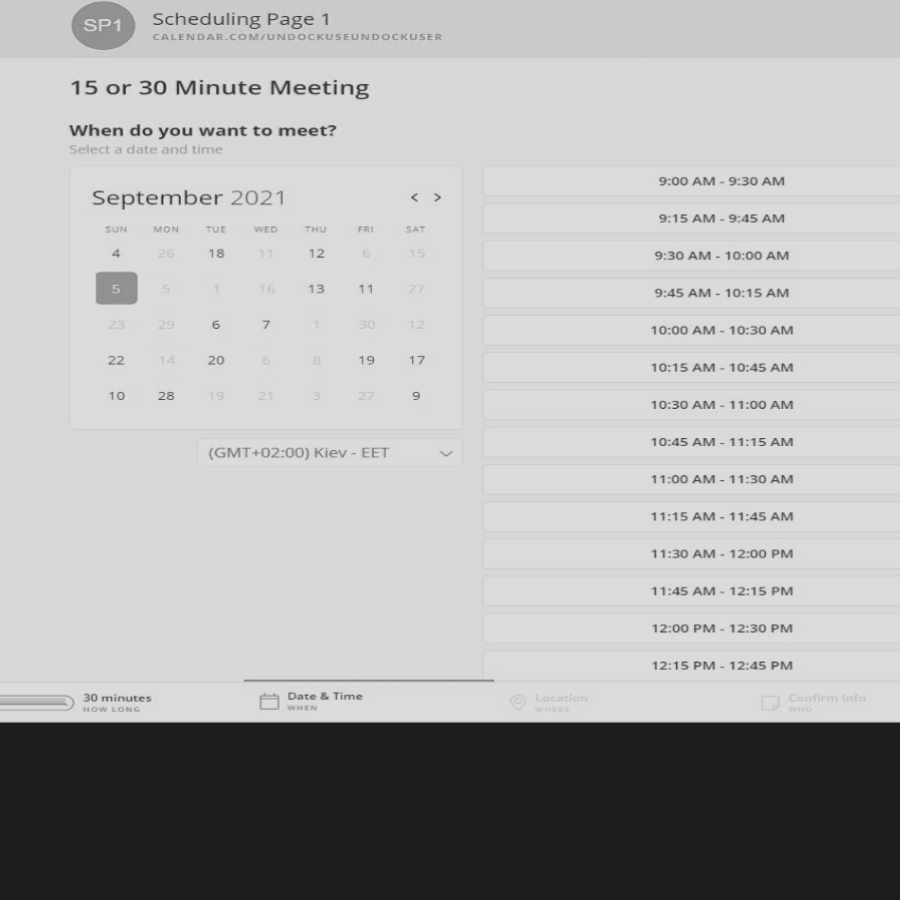 SP1
Scheduling Page 1
CALENDAR.COM/UNDOCKUSEUNDOCKUSER
15 or 30 Minute Meeting
When do you want to meet?
Select a date and time
September 2021
< >
SUN MON TUE WED THU FRI SAT
4 26 18 11 12 6 15
5 5 1 16 13 11 27
23 29 6 7 1 30 12
22 14 20 6 8 19 17
10 28 19 21 3 27 9
(GMT+02:00) Kiev - EET
9:00 AM - 9:30 AM
9:15 AM - 9:45 AM
9:30 AM - 10:00 AM
9:45 AM - 10:15 AM
10:00 AM - 10:30 AM
10:15 AM - 10:45 AM
10:30 AM - 11:00 AM
10:45 AM - 11:15 AM
11:00 AM - 11:30 AM
11:15 AM - 11:45 AM
11:30 AM - 12:00 PM
11:45 AM - 12:15 PM
12:00 PM - 12:30 PM
12:15 PM - 12:45 PM
30 minutes
HOW LONG
Date & Time
WHEN
Location
WHERE
Confirm Info
WHO